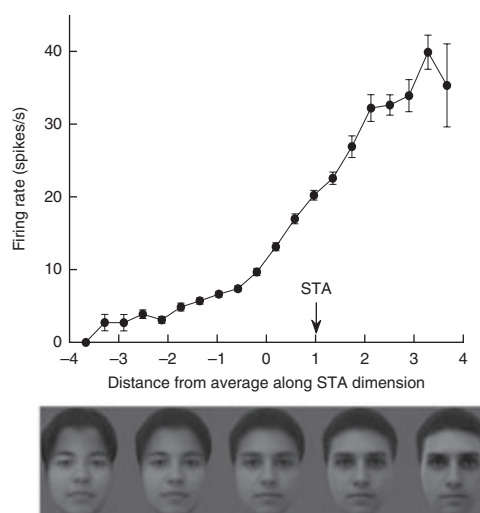 40
30
20
10
0
Firing rate (spikes/s)
STA
–4 –3 –2 –1 0 1 2 3 4
Distance from average along STA dimension